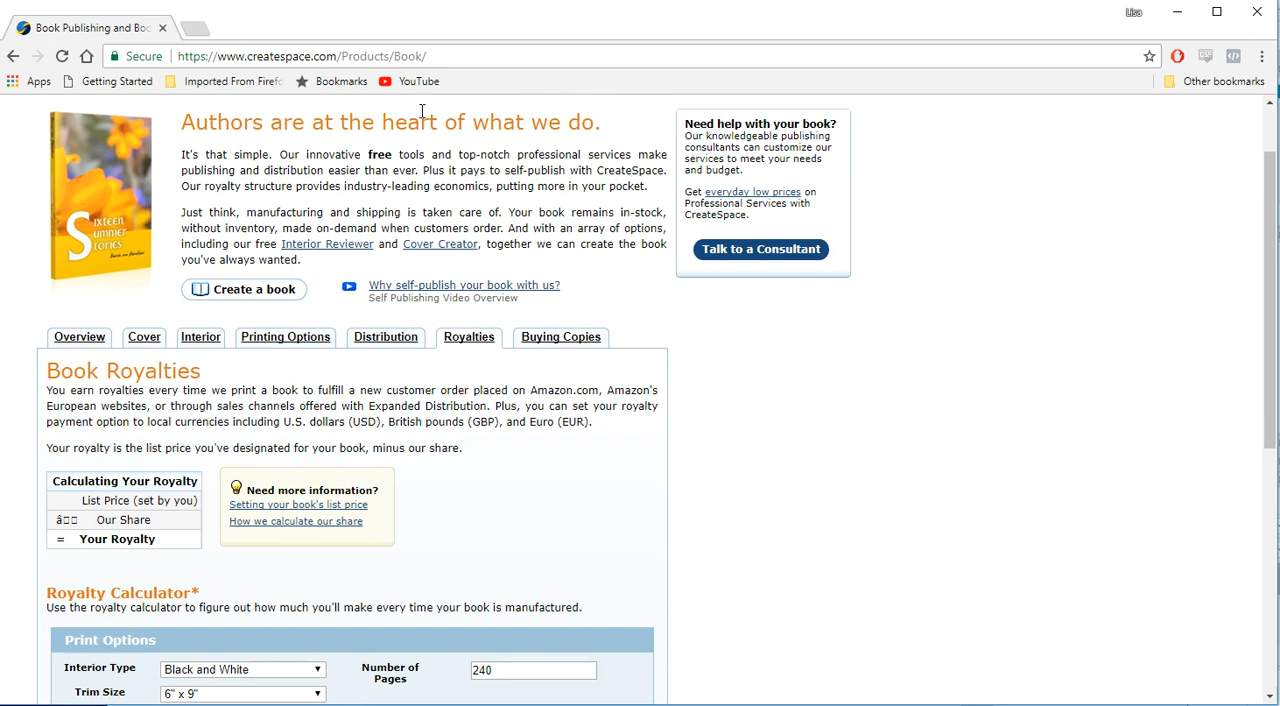 Book Publishing and Boo
Lisa
Secure
https://www.createspace.com/Products/Book/
Apps
Getting Started
Imported From Firefo
Bookmarks
YouTube
Other bookmarks
Sixteen
Summer
Stories
Authors are at the heart of what we do.
It's that simple. Our innovative free tools and top-notch professional services make
publishing and distribution easier than ever. Plus it pays to self-publish with CreateSpace.
Our royalty structure provides industry-leading economics, putting more in your pocket.
Just think, manufacturing and shipping is taken care of. Your book remains in-stock,
without inventory, made on-demand when customers order. And with an array of options,
including our free Interior Reviewer and Cover Creator, together we can create the book
you've always wanted.
Create a book
Why self-publish your book with us?
Self Publishing Video Overview
Need help with your book?
Our knowledgeable publishing
consultants can customize our
services to meet your needs
and budget.
Get everyday low prices on
Professional Services with
CreateSpace.
Talk to a Consultant
Overview
Cover
Interior
Printing Options
Distribution
Royalties
Buying Copies
Book Royalties
You earn royalties every time we print a book to fulfill a new customer order placed on Amazon.com, Amazon's
European websites, or through sales channels offered with Expanded Distribution. Plus, you can set your royalty
payment option to local currencies including U.S. dollars (USD), British pounds (GBP), and Euro (EUR).
Your royalty is the list price you've designated for your book, minus our share.
Calculating Your Royalty
List Price (set by you)
â Our Share
= Your Royalty
Need more information?
Setting your book's list price
How we calculate our share
Royalty Calculator*
Use the royalty calculator to figure out how much you'll make every time your book is manufactured.
Print Options
Interior Type
Black and White
Number of
Pages
240
Trim Size
6" x 9"